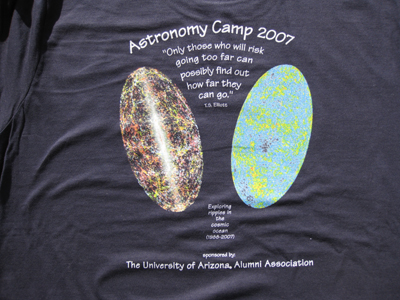 Astronomy Camp 2007
"Only those who will risk
going too far can
possibly find out
how far they
can go."
T.S. Elliott
Exploring
ripples in
the
cosmic
ocean
(1988-2007)
sponsored by:
The University of Arizona, Alumni Association